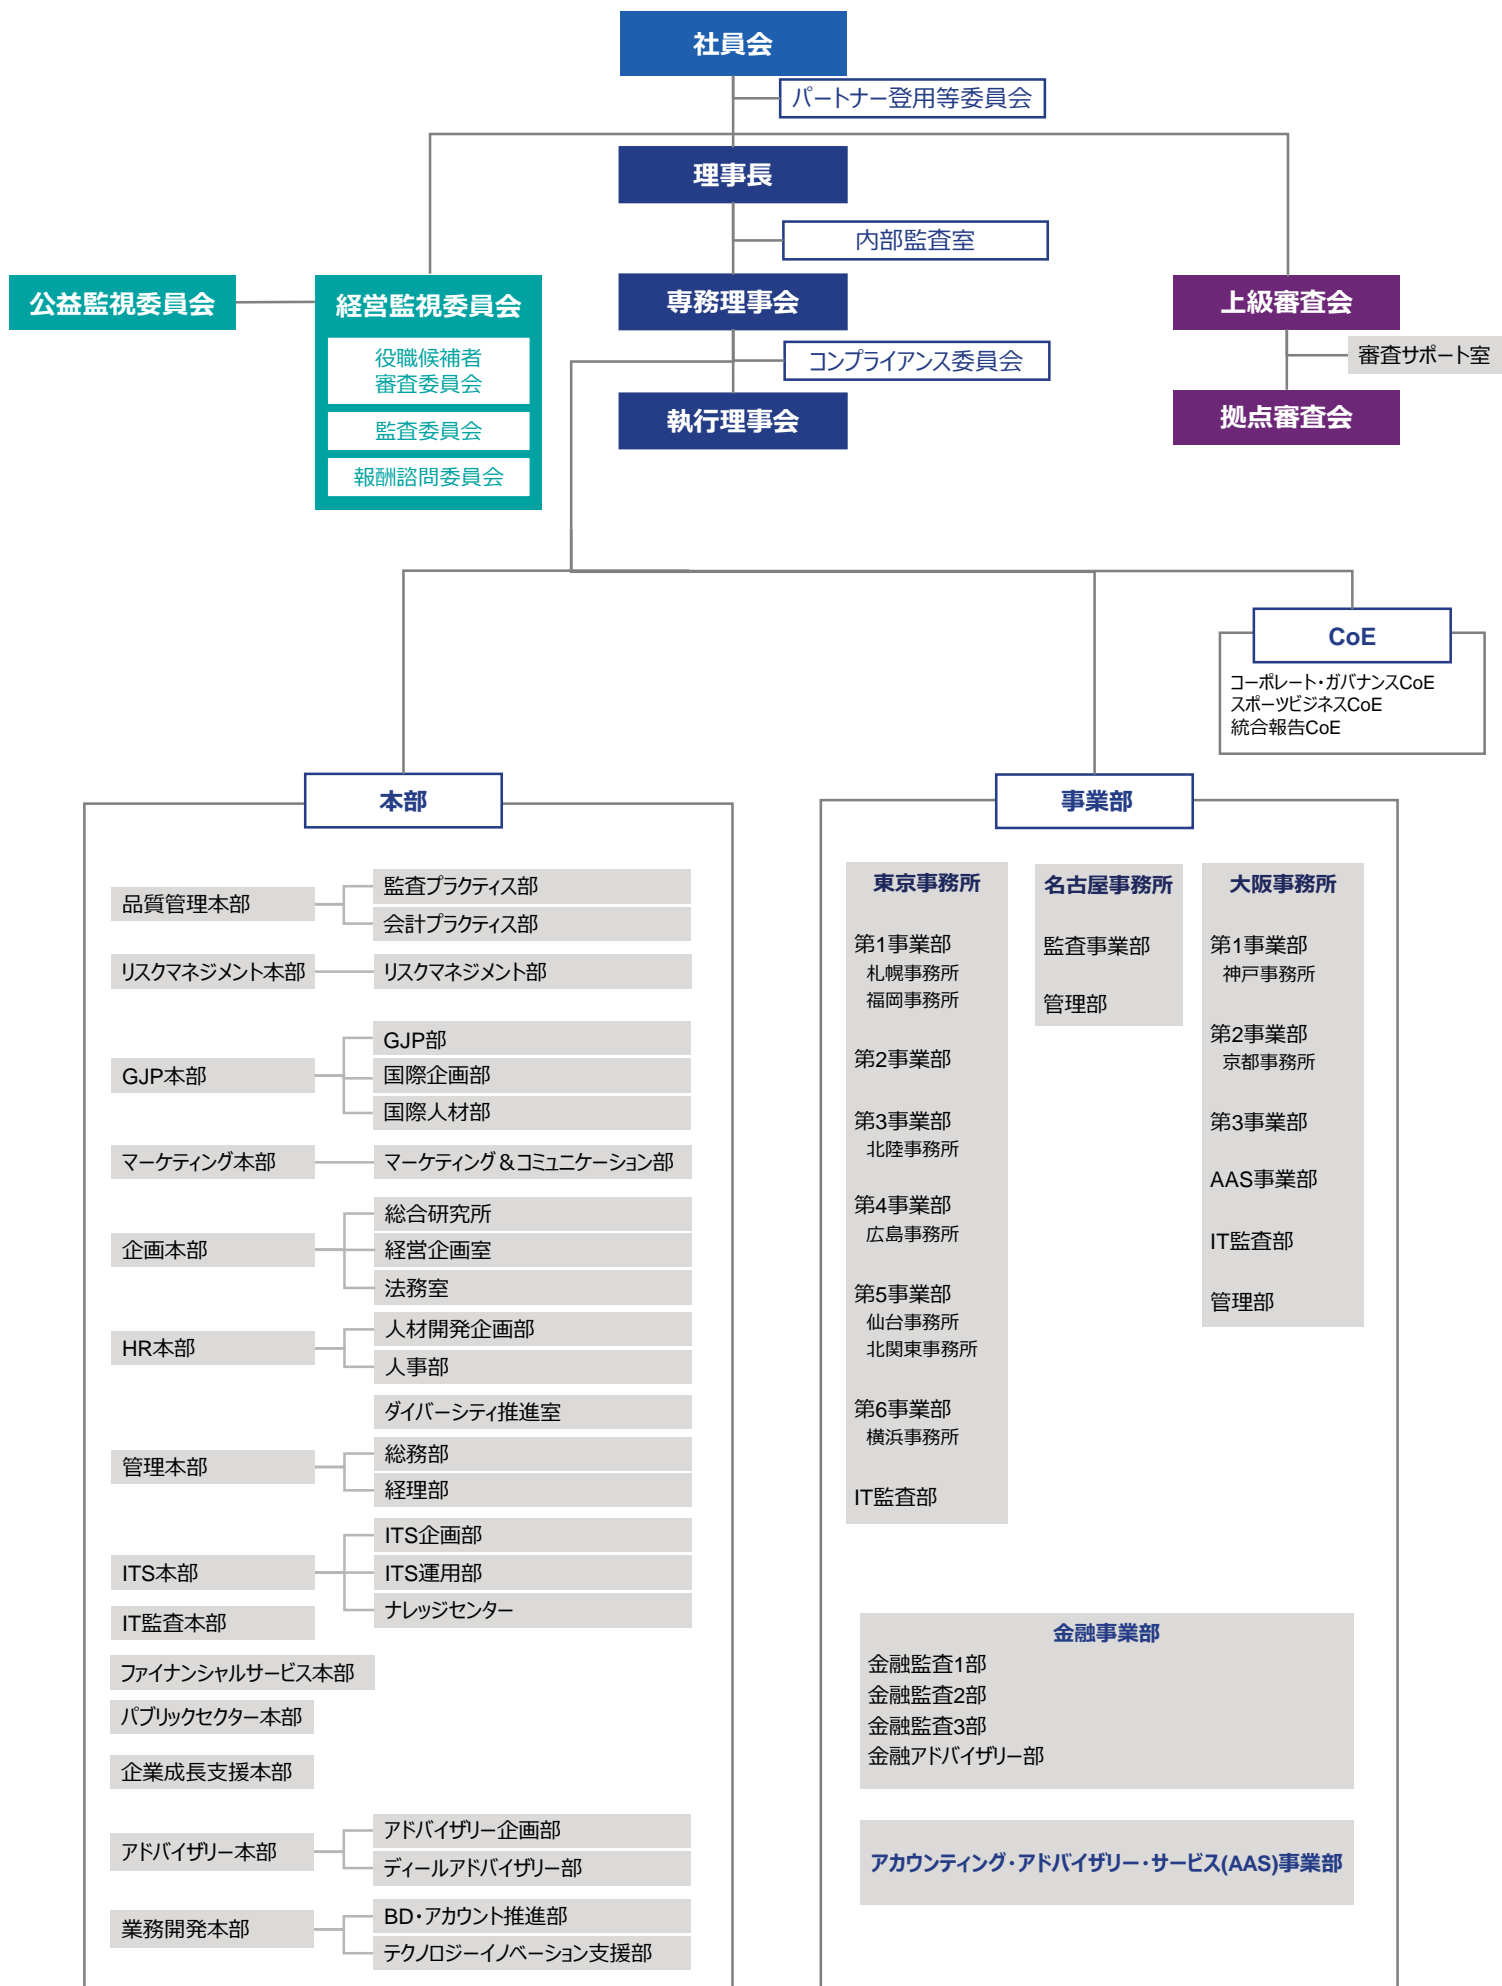 社員会
パートナー登用等委員会
理事長
内部監査室
公益監視委員会
経営監視委員会
役職候補者
審査委員会
監査委員会
報酬諮問委員会
専務理事会
コンプライアンス委員会
執行理事会
上級審査会
審査サポート室
拠点審査会
CoE
コーポレート・ガバナンスCoE
スポーツビジネスCoE
統合報告CoE
本部
品質管理本部
監査プラクティス部
会計プラクティス部
リスクマネジメント本部
リスクマネジメント部
GJP本部
GJP部
国際企画部
国際人材部
マーケティング本部
マーケティング＆コミュニケーション部
企画本部
総合研究所
経営企画室
法務室
HR本部
人材開発企画部
人事部
ダイバーシティ推進室
管理本部
総務部
経理部
ITS本部
ITS企画部
ITS運用部
ナレッジセンター
IT監査本部
ファイナンシャルサービス本部
パブリックセクター本部
企業成長支援本部
アドバイザリー本部
アドバイザリー企画部
ディールアドバイザリー部
業務開発本部
BD・アカウント推進部
テクノロジーイノベーション支援部
事業部
東京事務所
第1事業部
札幌事務所
福岡事務所
第2事業部
第3事業部
北陸事務所
第4事業部
広島事務所
第5事業部
仙台事務所
北関東事務所
第6事業部
横浜事務所
IT監査部
名古屋事務所
監査事業部
管理部
大阪事務所
第1事業部
神戸事務所
第2事業部
京都事務所
第3事業部
AAS事業部
IT監査部
管理部
金融事業部
金融監査1部
金融監査2部
金融監査3部
金融アドバイザリー部
アカウンティング・アドバイザリー・サービス(AAS)事業部